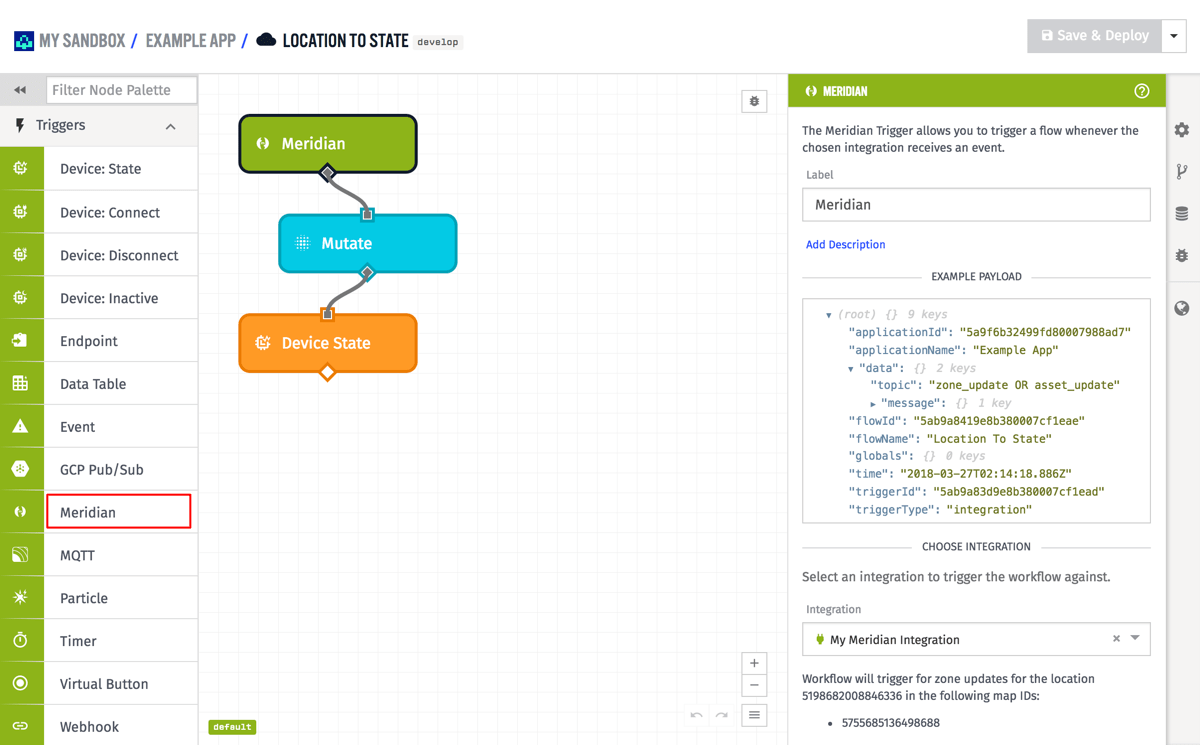 MY SANDBOX / EXAMPLE APP / LOCATION TO STATE develop
Save & Deploy
Filter Node Palette
Triggers
Device: State
Device: Connect
Device: Disconnect
Device: Inactive
Endpoint
Data Table
Event
GCP Pub/Sub
Meridian
MQTT
Particle
Timer
Virtual Button
Webhook
Meridian
Mutate
Device State
default
MERIDIAN
The Meridian Trigger allows you to trigger a flow whenever the
chosen integration receives an event.
Label
Meridian
Add Description
EXAMPLE PAYLOAD
(root) {} 9 keys
"applicationId": "5a9f6b32499fd80007988ad7"
"applicationName": "Example App"
"data": {} 2 keys
"topic": "zone_update OR asset_update"
"message": {} 1 key
"flowId": "5ab9a8419e8b380007cf1eae"
"flowName": "Location To State"
"globals": {} 0 keys
"time": "2018-03-27T02:14:18.886Z"
"triggerId": "5ab9a83d9e8b380007cf1ead"
"triggerType": "integration"
CHOOSE INTEGRATION
Select an integration to trigger the workflow against.
Integration
My Meridian Integration
Workflow will trigger for zone updates for the location
5198682008846336 in the following map IDs:
• 5755685136498688